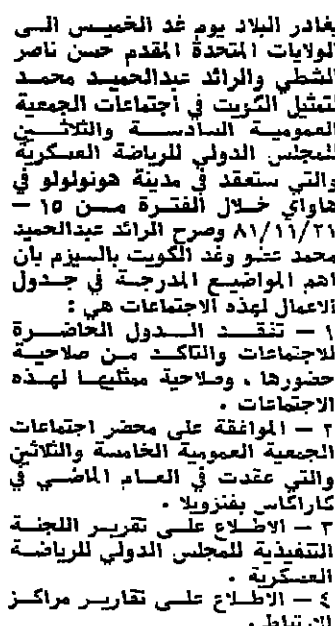 يغادر البلاد يوم غد الخميس الى
الولايات المتحدة المقدم حسن ناصر
الشطي والرائد عبدالحميد محمد
لتمثيل الكويت في اجتماعات الجمعية
العمومية السادسة والثلاثين
للمجلس الدولي للرياضة العسكرية
والتي ستعقد في مدينة هونولولو في
هاواي خلال الفترة من ١٥ –
٨١/١١/٢١ وصرح الرائد عبدالحميد
محمد عضو وفد الكويت بالسيزم بان
اهم المواضيع المدرجة في جدول
الاعمال لهذه الاجتماعات هي :
١ – تفقد الدول الحاضرة
للاجتماعات والتاكد من صلاحية
حضورها ، وصلاحية ممثليها لهذه
الاجتماعات .
٢ – الموافقة على محضر اجتماعات
الجمعية العمومية الخامسة والثلاثين
والتي عقدت في العام الماضي في
كاراكاس بفنزويلا .
٣ – الاطلاع على تقرير اللجنة
التنفيذية للمجلس الدولي للرياضة
العسكرية .
٤ – الاطلاع على تقارير مراكز
الارتباط .